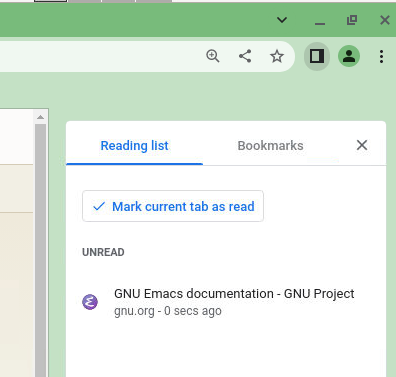 Reading list
Bookmarks
Mark current tab as read
UNREAD
GNU Emacs documentation - GNU Project
gnu.org - 0 secs ago